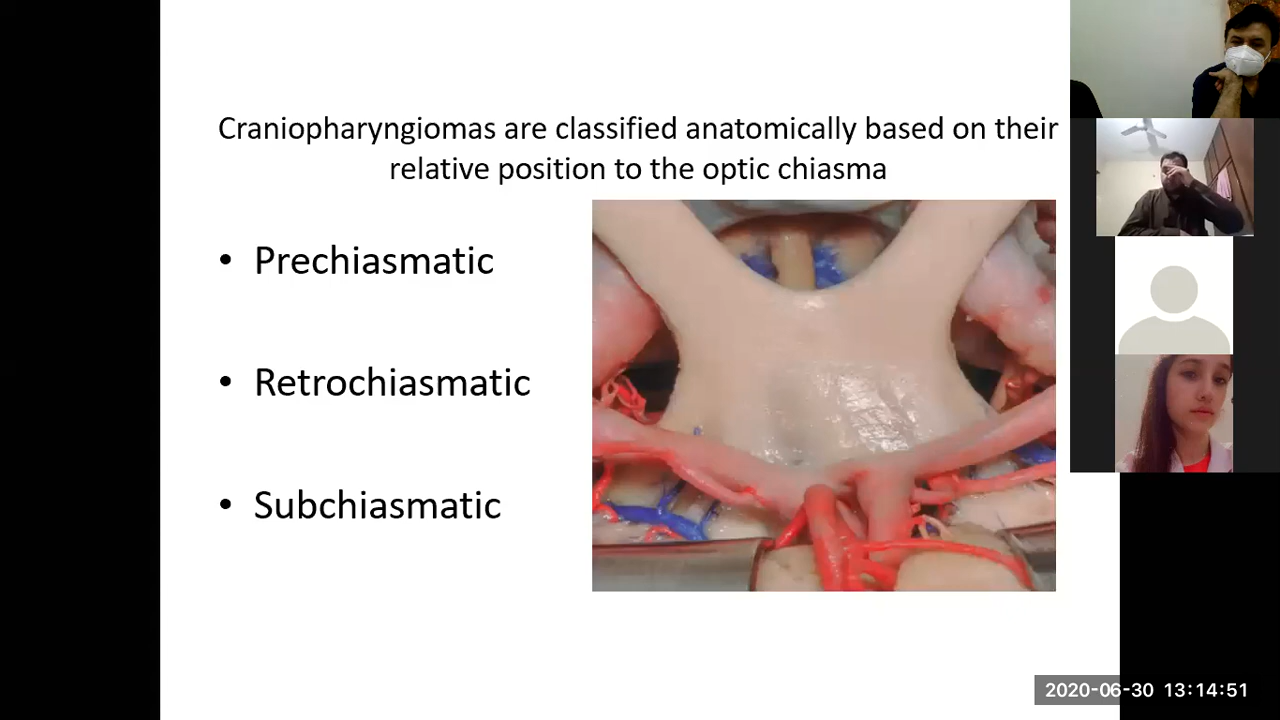 Craniopharyngiomas are classified anatomically based on their
relative position to the optic chiasma
• Prechiasmatic
• Retrochiasmatic
• Subchiasmatic
2020-06-30 13:14:51